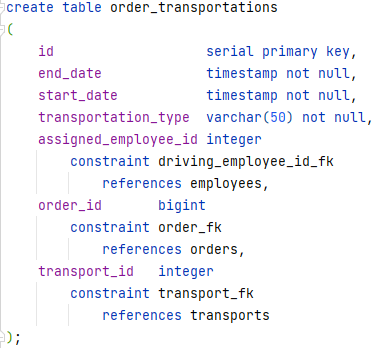 create table order_transportations
(
    id                   serial primary key,
    end_date             timestamp not null,
    start_date           timestamp not null,
    transportation_type  varchar(50) not null,
    assigned_employee_id integer
        constraint driving_employee_id_fk
            references employees,
    order_id       bigint
        constraint order_fk
            references orders,
    transport_id   integer
        constraint transport_fk
            references transports
);